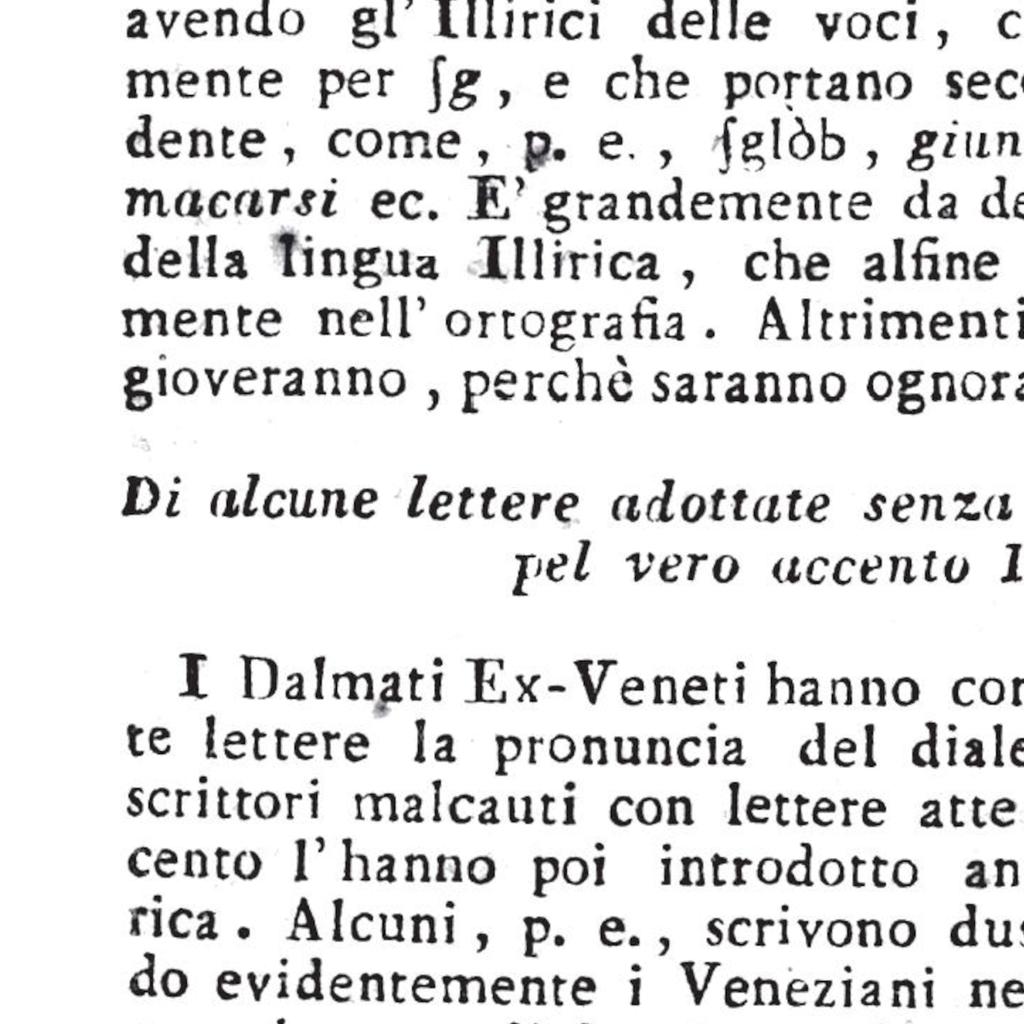 avendo gl' Illirici delle voci, c
mente per ſg, e che portano sec
dente, come, p. e., ſglòb, giun
macarsi ec. E' grandemente da de
della lingua Illirica, che alfine
mente nell' ortografia. Altrimenti
gioveranno, perchè saranno ognora
Di alcune lettere adottate senza
pel vero accento I
I Dalmati Ex-Veneti hanno con
te lettere la pronuncia del diale
scrittori malcauti con lettere atte
cento l' hanno poi introdotto an
rica. Alcuni, p. e., scrivono dus
do evidentemente i Veneziani ne